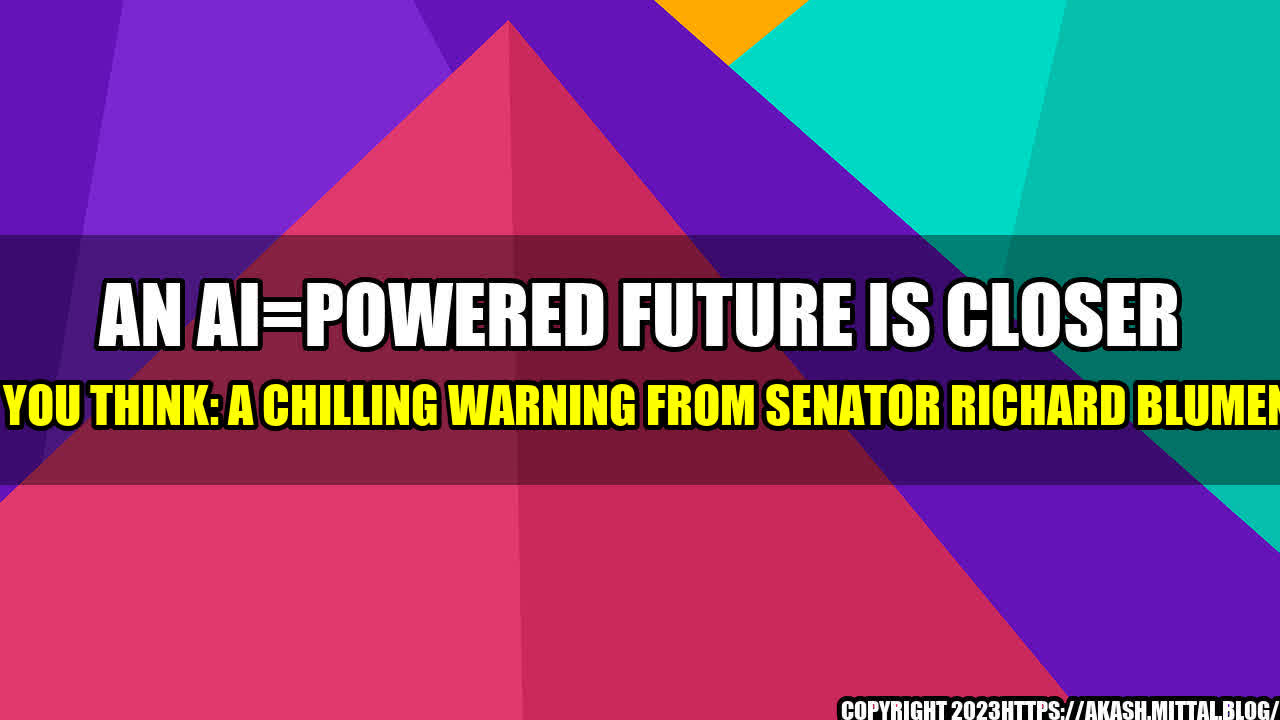 AN AI=POWERED FUTURE IS CLOSER
YOU THINK: A CHILLING WARNING FROM SENATOR RICHARD BLUMEN
COPYRIGHT 2023HTTPS://AKASH.MITTAL.BLOG/